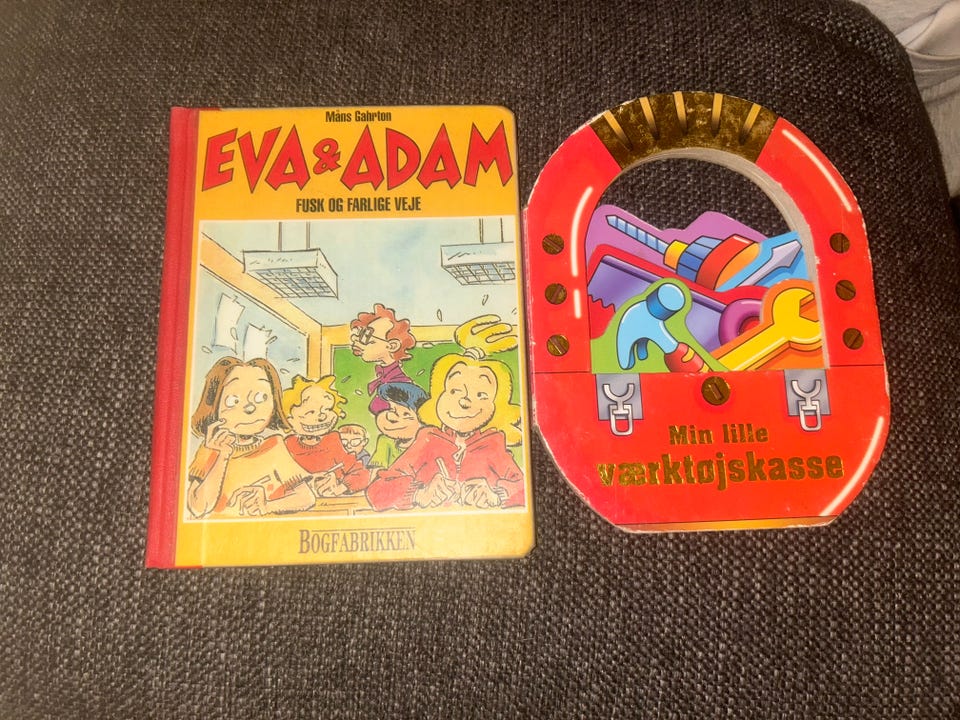 Måns Gahrton
EVA & ADAM
FUSK OG FARLIGE VEJE
BOGFABRIKKEN
Min lille
værktøjskasse